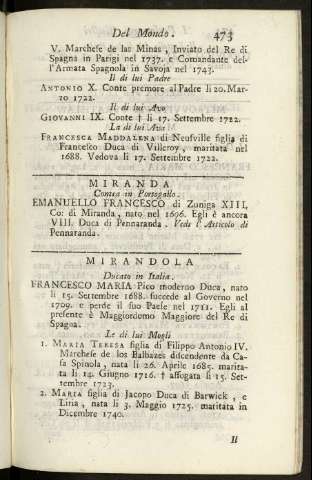 Del Mondo. 473
V. Marchese de las Minas, Inviato del Re di
Spagna in Parigi nel 1737. e Comandante del-
l'Armata Spagnola in Savoja nel 1743.
Il di lui Padre
ANTONIO X. Conte premore al Padre li 20. Mar-
zo 1722.
Il di lui Avo
GIOVANNI IX. Conte † li 17. Settembre 1722.
La di lui Ava
FRANCESCA MADDALENA di Neufville figlia di
Francesco Duca di Villeroy, maritata nel
1688. Vedova li 17. Settembre 1722.
MIRANDA
Contea in Portogallo.
EMANUELLO FRANCESCO di Zuniga XIII.
Co: di Miranda, nato nel 1696. Egli è ancora
VIII. Duca di Pennaranda. Vede l'Articolo di
Pennaranda.
MIRANDOLA
Ducato in Italia.
FRANCESCO MARIA Pico moderno Duca, nato
li 15. Settembre 1688. succede al Governo nel
1709. e perde il suo Paese nel 1711. Egli al
presente è Maggiordomo Maggiore del Re di
Spagna.
Le di lui Mogli
1. MARIA TERESA figlia di Filippo Antonio IV.
Marchese de los Balbazes discendente da Ca-
sa Spinola, nata li 26. Aprile 1685. marita-
ta li 14. Giugno 1716. † affogata li 15. Set-
tembre 1723.
2. MARIA figlia di Jacopo Duca di Barwick, e
Liria, nata li 3. Maggio 1725. maritata in
Dicembre 1740.
Il